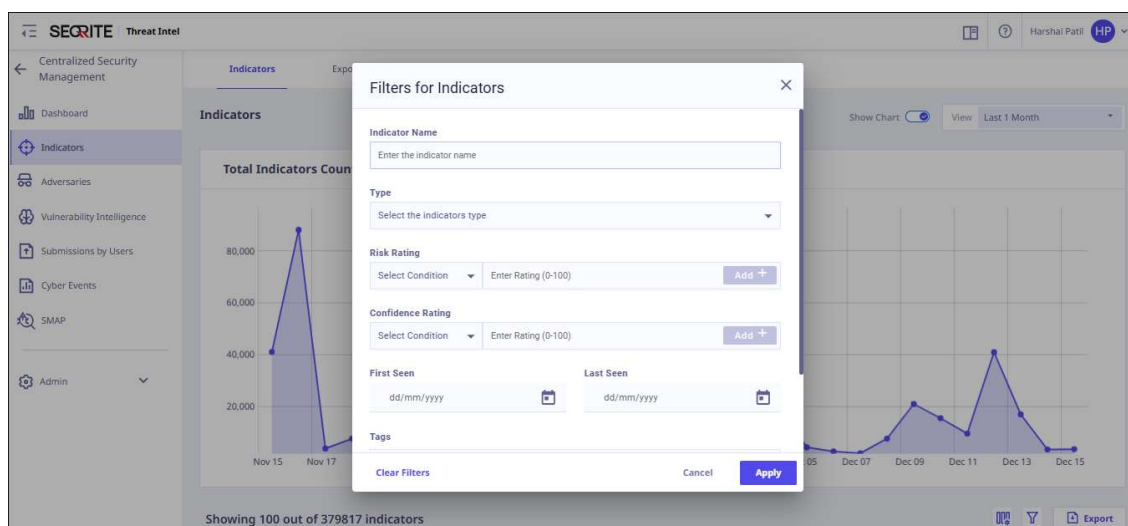 SEQRITE Threat Intel
Harshal Patil HP
Centralized Security
Management
Indicators
Expo
Filters for Indicators
Dashboard
Indicators
Show Chart
View Last 1 Month
Indicator Name
Enter the indicator name
Indicators
Total Indicators Coun
Adversaries
Type
Select the indicators type
Vulnerability Intelligence
Submissions by Users
80,000
Risk Rating
Select Condition Enter Rating (0-100) Add +
Cyber Events
60,000
Confidence Rating
SMAP
Select Condition Enter Rating (0-100) Add +
40,000
First Seen Last Seen
Admin
dd/mm/yyyy dd/mm/yyyy
20,000
Tags
Nov 15 Nov 17 05 Dec 07 Dec 09 Dec 11 Dec 13 Dec 15
Clear Filters Cancel Apply
Showing 100 out of 379817 indicators
Export